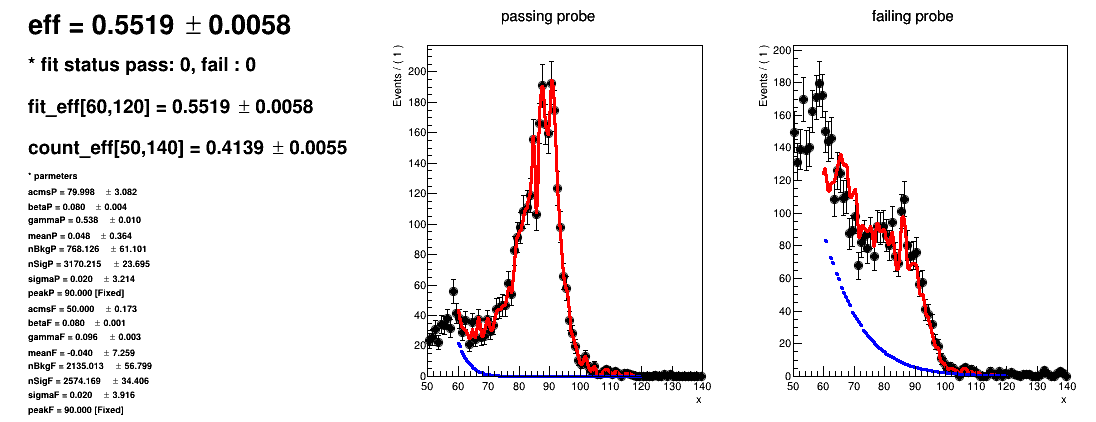 eff = 0.5519 ± 0.0058
* fit status pass: 0, fail : 0
fit_eff[60,120] = 0.5519 ± 0.0058
count_eff[50,140] = 0.4139 ± 0.0055
* parmeters
acmsP = 79.998 ± 3.082
betaP = 0.080 ± 0.004
gammaP = 0.538 ± 0.010
meanP = 0.048 ± 0.364
nBkgP = 768.126 ± 61.101
nSigP = 3170.215 ± 23.695
sigmaP = 0.020 ± 3.214
peakP = 90.000 [Fixed]
acmsF = 50.000 ± 0.173
betaF = 0.080 ± 0.001
gammaF = 0.096 ± 0.003
meanF = -0.040 ± 7.259
nBkgF = 2135.013 ± 56.799
nSigF = 2574.169 ± 34.406
sigmaF = 0.020 ± 3.916
peakF = 90.000 [Fixed]
passing probe
Events / ( 1 )
200
180
160
140
120
100
80
60
40
20
0
50 60 70 80 90 100 110 120 130 140
x
failing probe
Events / ( 1 )
200
180
160
140
120
100
80
60
40
20
0
50 60 70 80 90 100 110 120 130 140
x